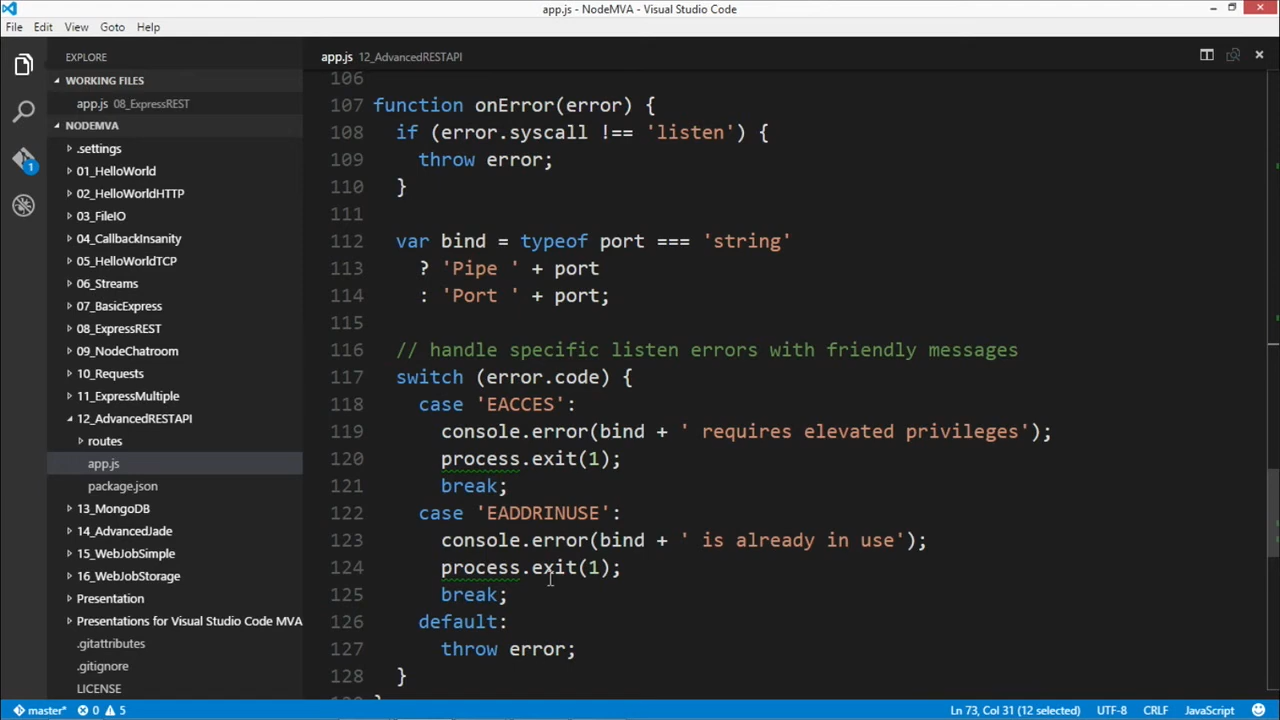 app.js - NodeMVA - Visual Studio Code
File Edit View Goto Help
EXPLORE
WORKING FILES
app.js 08_ExpressREST
NODEMVA
.settings
01_HelloWorld
02_HelloWorldHTTP
03_FileIO
04_CallbackInsanity
05_HelloWorldTCP
06_Streams
07_BasicExpress
08_ExpressREST
09_NodeChatroom
10_Requests
11_ExpressMultiple
12_AdvancedRESTAPI
routes
app.js
package.json
13_MongoDB
14_AdvancedJade
15_WebJobSimple
16_WebJobStorage
Presentation
Presentations for Visual Studio Code MVA
.gitattributes
.gitignore
LICENSE
1
app.js 12_AdvancedRESTAPI
106
107 function onError(error) {
108 if (error.syscall !== 'listen') {
109 throw error;
110 }
111
112 var bind = typeof port === 'string'
113 ? 'Pipe ' + port
114 : 'Port ' + port;
115
116 // handle specific listen errors with friendly messages
117 switch (error.code) {
118 case 'EACCES':
119 console.error(bind + ' requires elevated privileges');
120 process.exit(1);
121 break;
122 case 'EADDRINUSE':
123 console.error(bind + ' is already in use');
124 process.exit(1);
125 break;
126 default:
127 throw error;
128 }
master* 0 5 Ln 73, Col 31 (12 selected) UTF-8 CRLF JavaScript